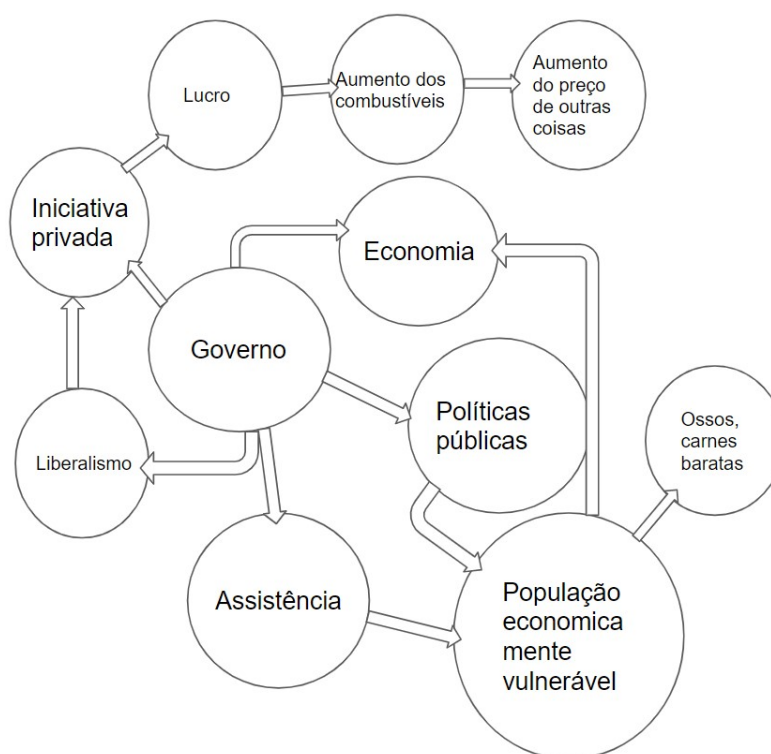 Lucro
Aumento dos
combustíveis
Aumento
do preço
de outras
coisas
Iniciativa
privada
Economia
Governo
Políticas
públicas
Ossos,
carnes
baratas
Liberalismo
Assistência
População
economica
mente
vulnerável